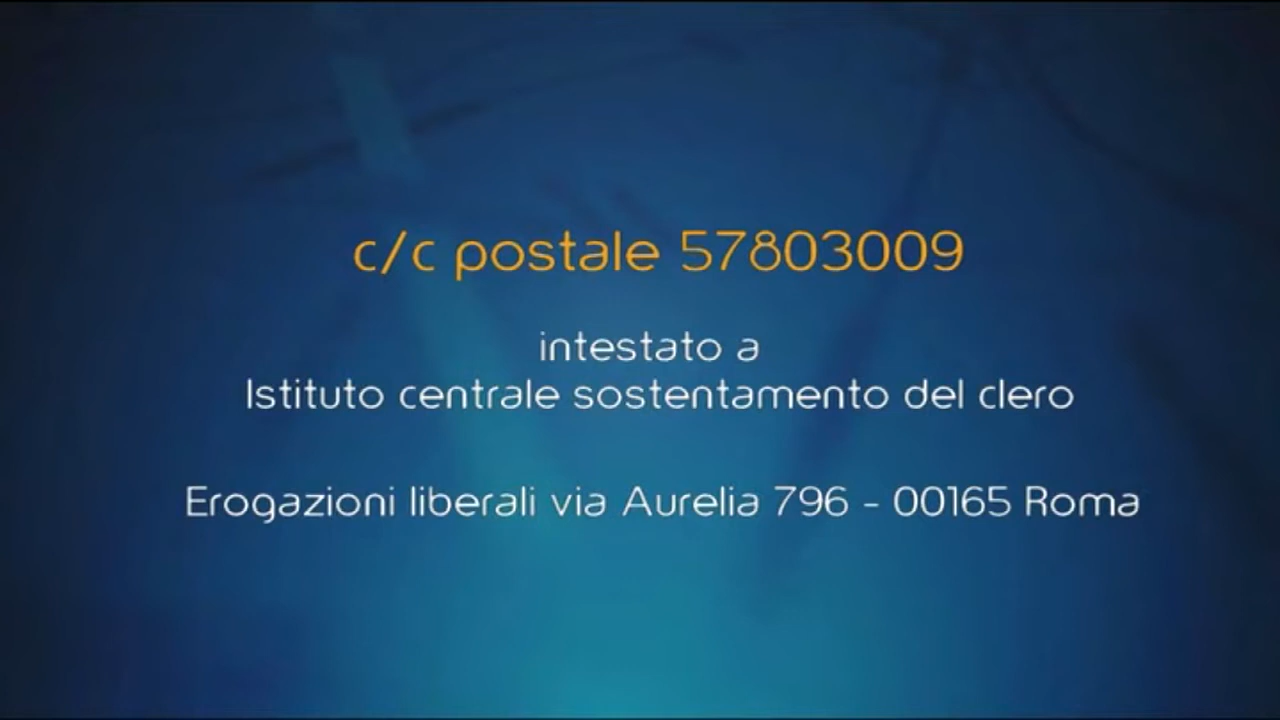 c/c postale 57803009
intestato a
Istituto centrale sostentamento del clero
Erogazioni liberali via Aurelia 796 - 00165 Roma